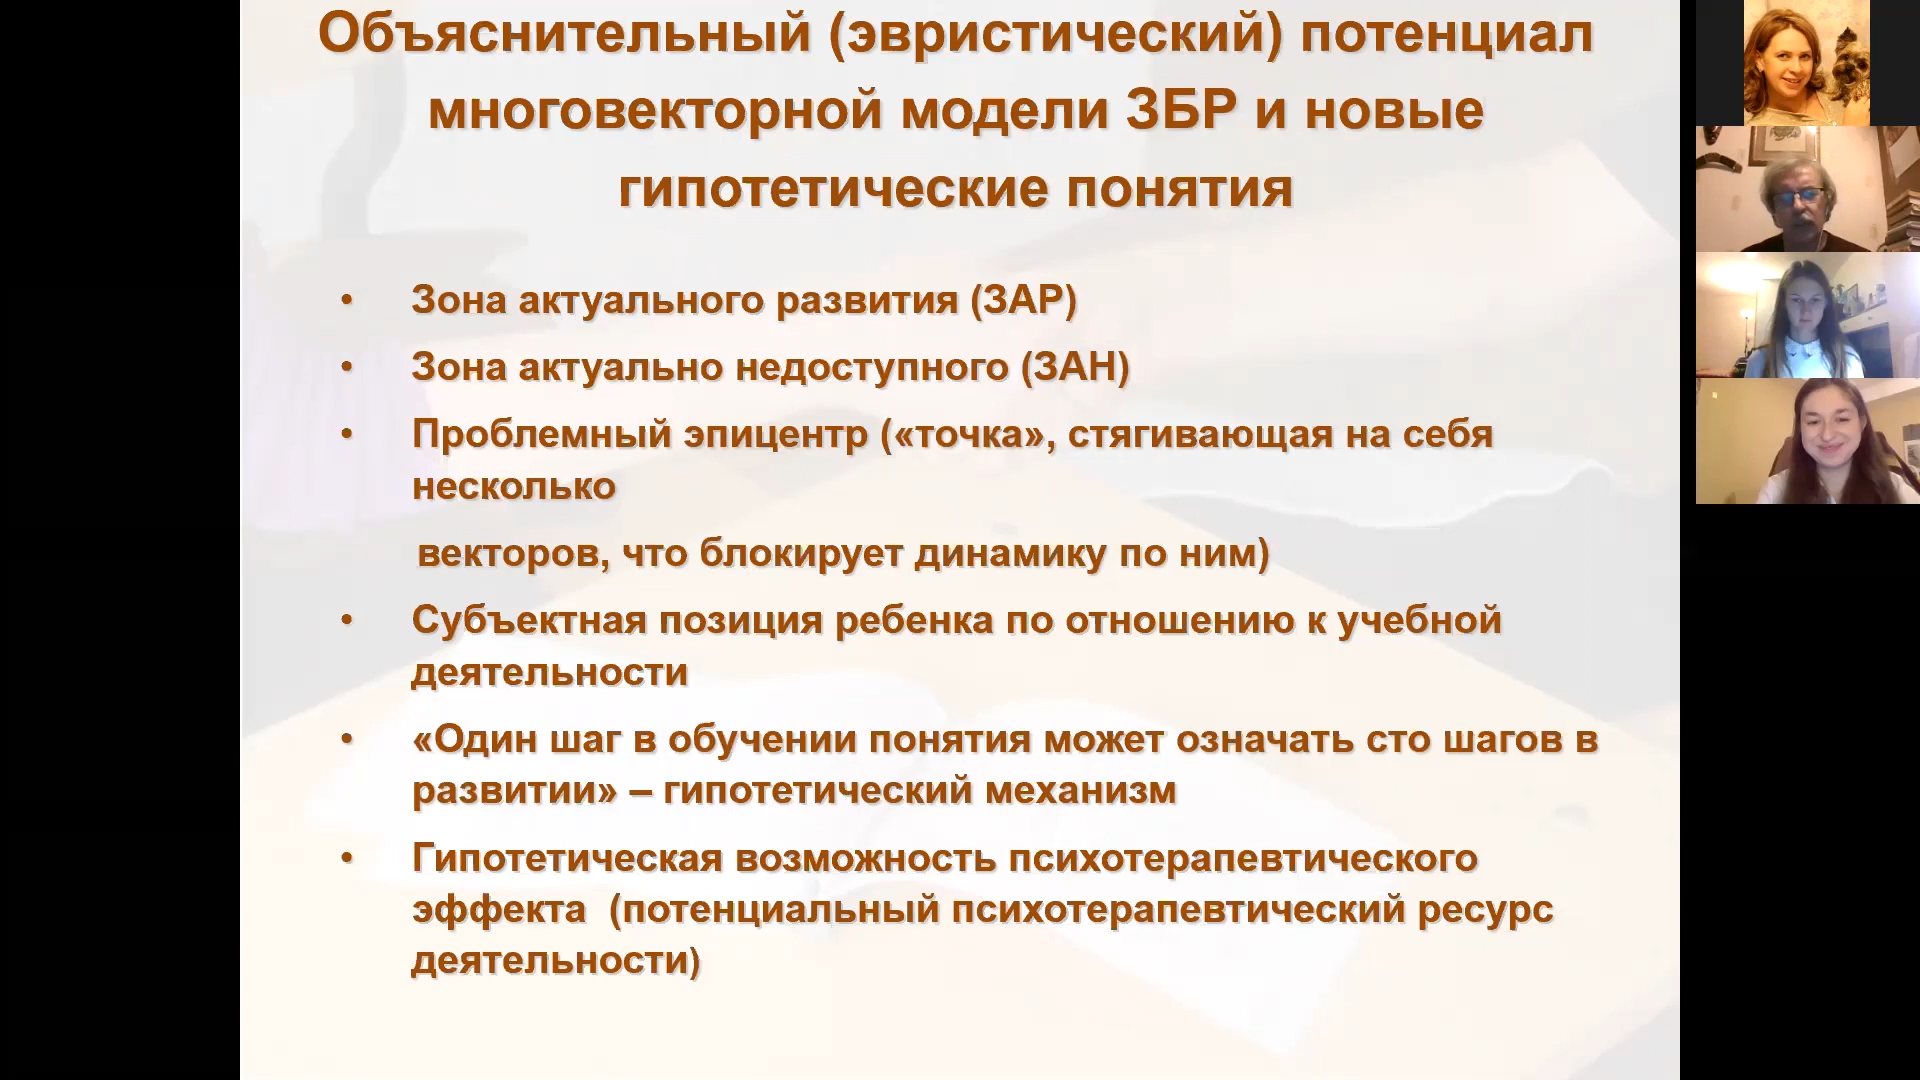 Объяснительный (эвристический) потенциал
многовекторной модели ЗБР и новые
гипотетические понятия
• Зона актуального развития (ЗАР)
• Зона актуально недоступного (ЗАН)
• Проблемный эпицентр («точка», стягивающая на себя
несколько
векторов, что блокирует динамику по ним)
• Субъектная позиция ребенка по отношению к учебной
деятельности
• «Один шаг в обучении понятия может означать сто шагов в
развитии» – гипотетический механизм
• Гипотетическая возможность психотерапевтического
эффекта (потенциальный психотерапевтический ресурс
деятельности)